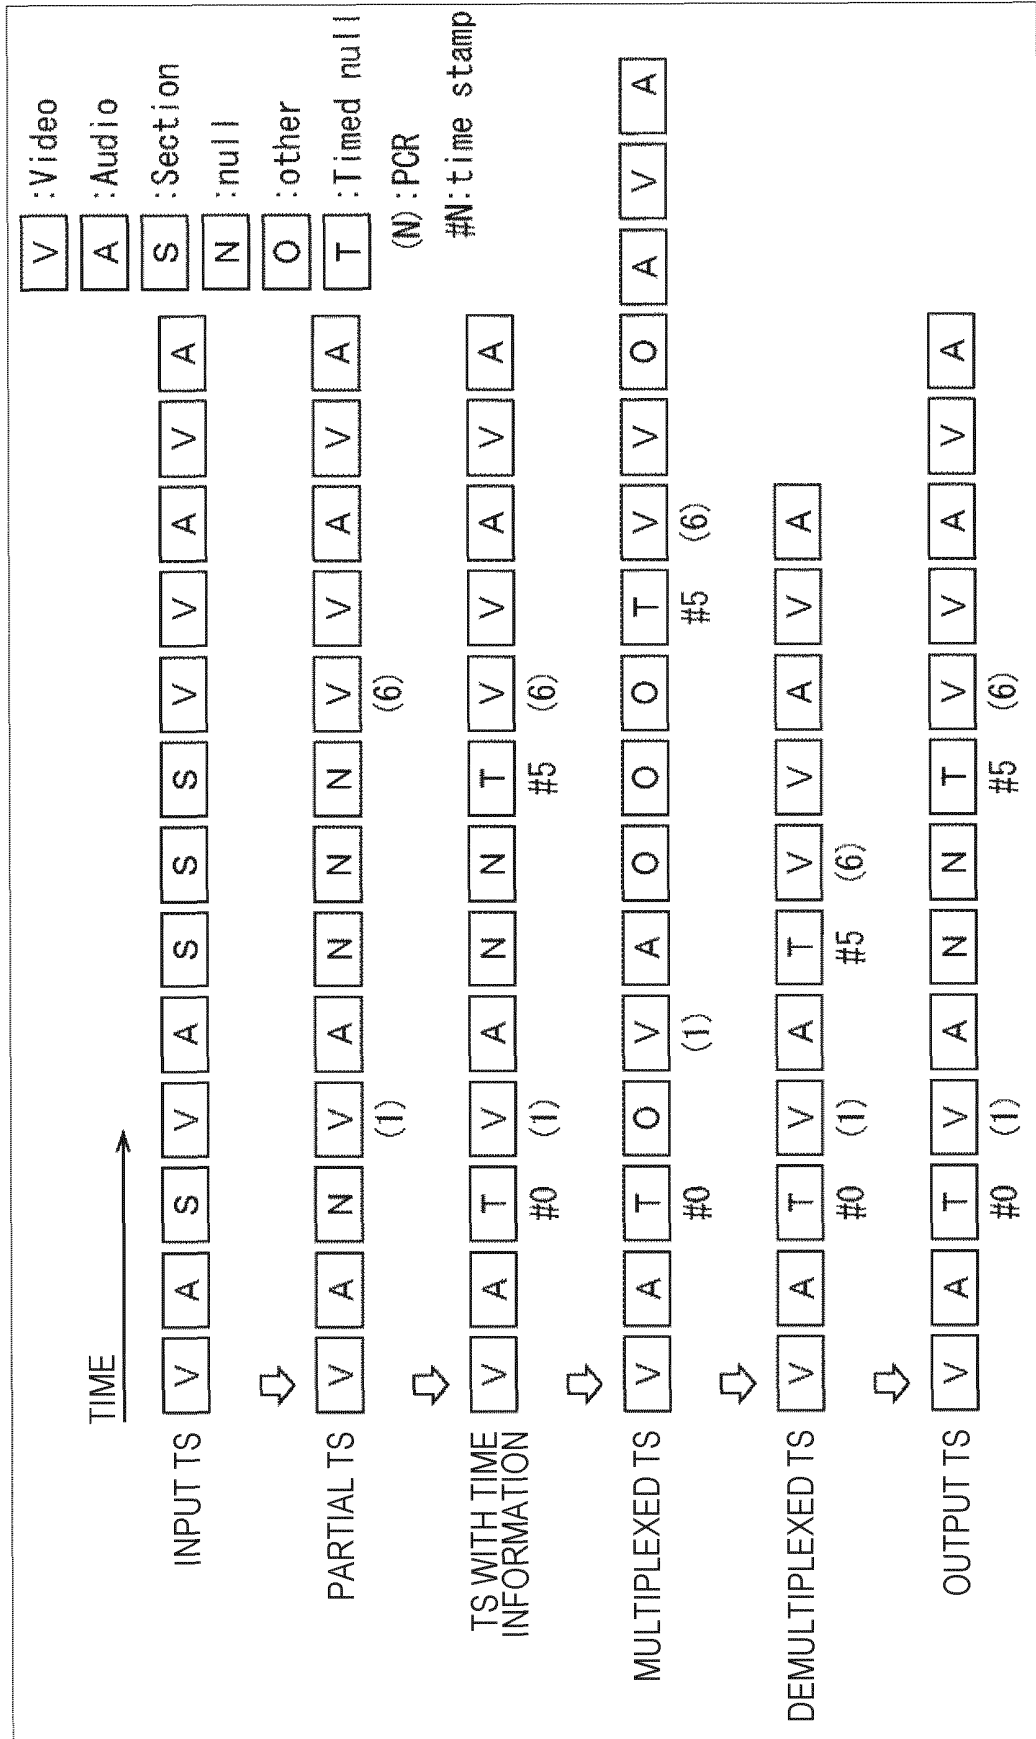 V :Video
A :Audio
S :Section
N :null
O :other
T :Timed null
(N):PCR
#N:time stamp
TIME
INPUT TS V A S V A S S S V V A V A
PARTIAL TS V A N V A N N N V V A V A
(1) (6)
TS WITH TIME
INFORMATION V A T V A N N T V V A V A
#0 (1) #5 (6)
MULTIPLEXED TS V A T O V A O O O T V V O A V A
#0 (1) #5 (6)
DEMULTIPLEXED TS V A T V A T V V A V A
#0 (1) #5 (6)
OUTPUT TS V A T V A N N T V V A V A
#0 (1) #5 (6)